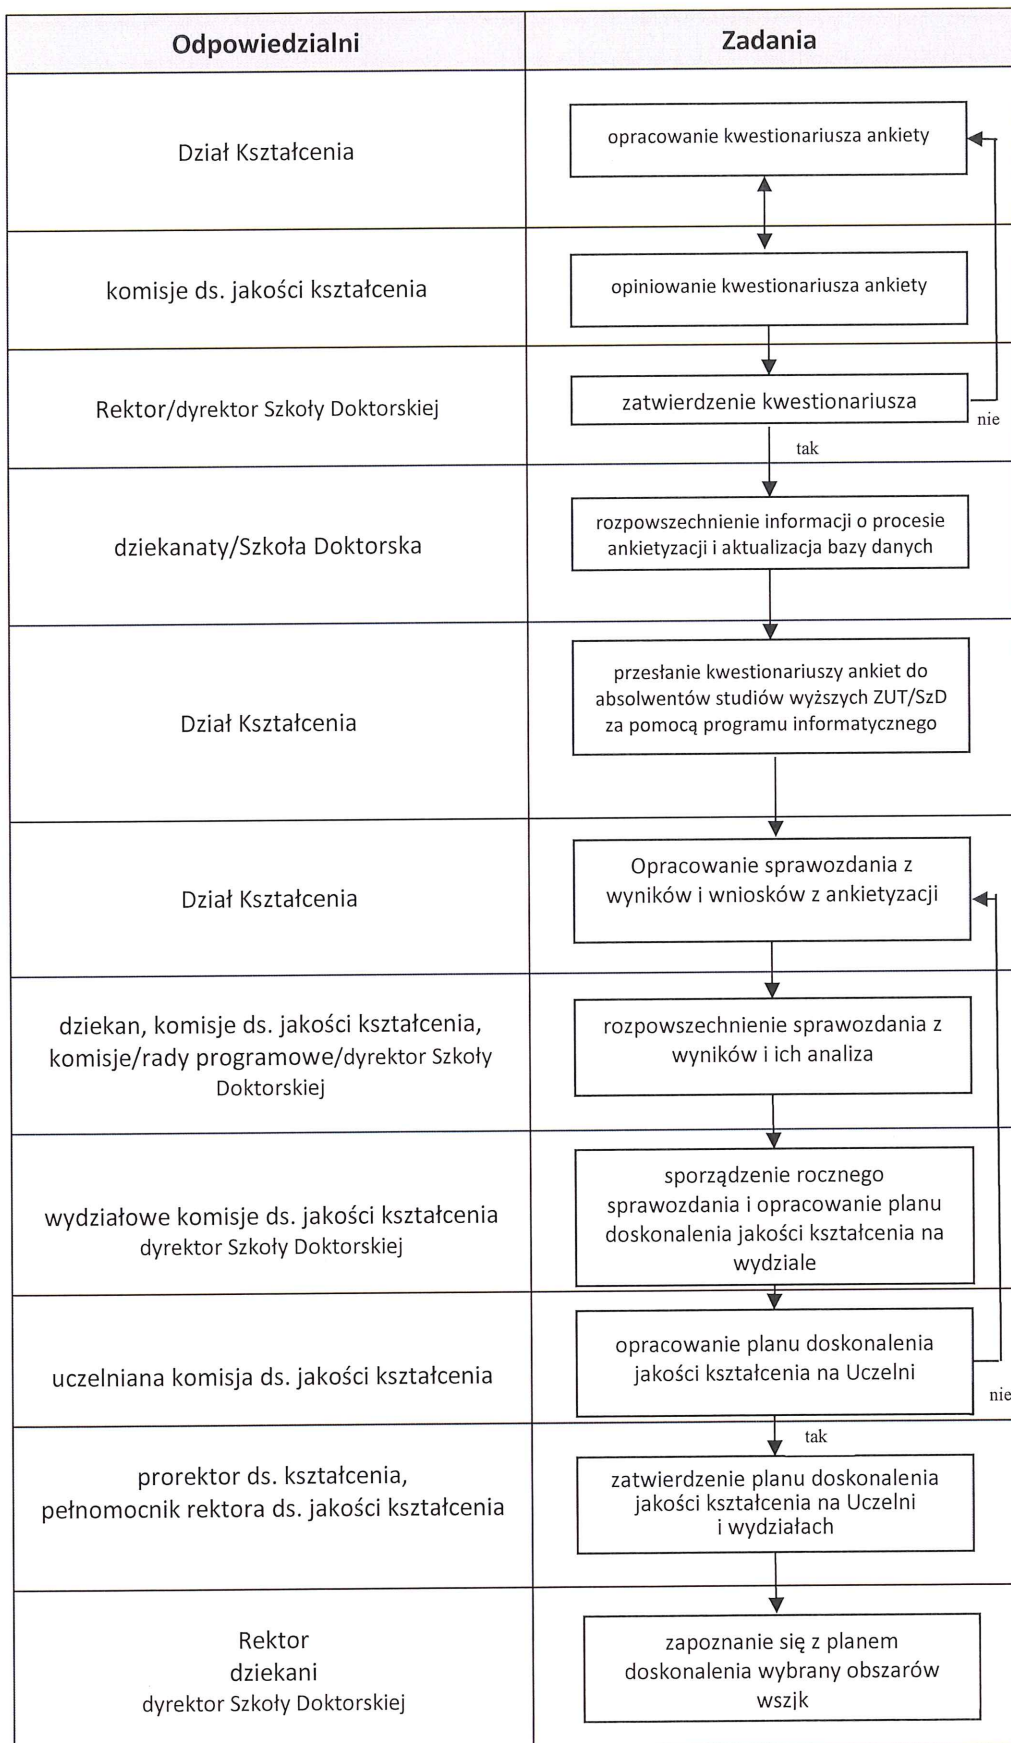 Odpowiedzialni
Zadania
Dział Kształcenia
opracowanie kwestionariusza ankiety
komisje ds. jakości kształcenia
opiniowanie kwestionariusza ankiety
Rektor/dyrektor Szkoły Doktorskiej
zatwierdzenie kwestionariusza
nie
tak
dziekanaty/Szkoła Doktorska
rozpowszechnienie informacji o procesie
ankietyzacji i aktualizacja bazy danych
Dział Kształcenia
przesłanie kwestionariuszy ankiet do
absolwentów studiów wyższych ZUT/SzD
za pomocą programu informatycznego
Dział Kształcenia
Opracowanie sprawozdania z
wyników i wniosków z ankietyzacji
dziekan, komisje ds. jakości kształcenia,
komisje/rady programowe/dyrektor Szkoły
Doktorskiej
rozpowszechnienie sprawozdania z
wyników i ich analiza
wydziałowe komisje ds. jakości kształcenia
dyrektor Szkoły Doktorskiej
sporządzenie rocznego
sprawozdania i opracowanie planu
doskonalenia jakości kształcenia na
wydziale
uczelniana komisja ds. jakości kształcenia
opracowanie planu doskonalenia
jakości kształcenia na Uczelni
nie
tak
prorektor ds. kształcenia,
pełnomocnik rektora ds. jakości kształcenia
zatwierdzenie planu doskonalenia
jakości kształcenia na Uczelni
i wydziałach
Rektor
dziekani
dyrektor Szkoły Doktorskiej
zapoznanie się z planem
doskonalenia wybrany obszarów
wszjk